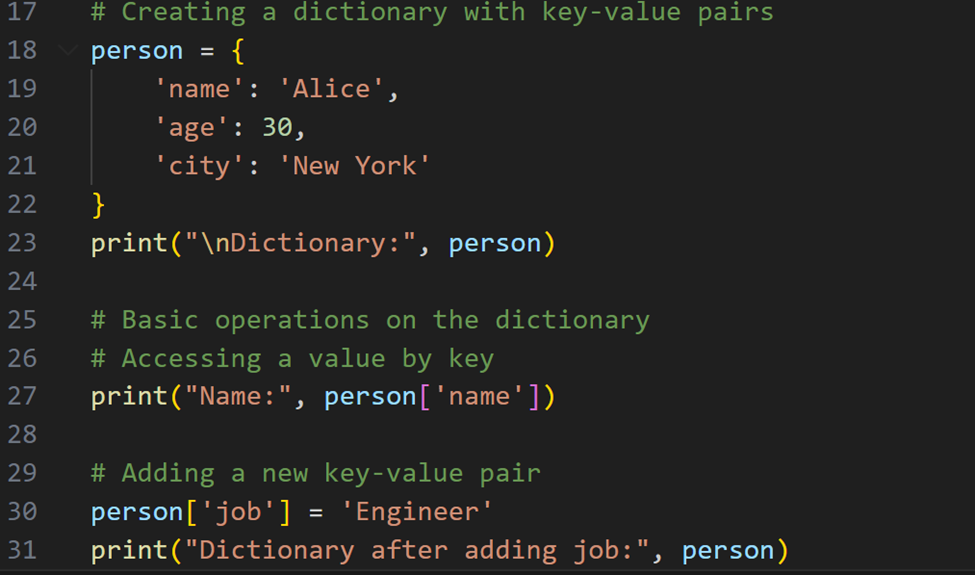 17 # Creating a dictionary with key-value pairs
18 person = {
19     'name': 'Alice',
20     'age': 30,
21     'city': 'New York'
22 }
23 print("\nDictionary:", person)
24
25 # Basic operations on the dictionary
26 # Accessing a value by key
27 print("Name:", person['name'])
28
29 # Adding a new key-value pair
30 person['job'] = 'Engineer'
31 print("Dictionary after adding job:", person)